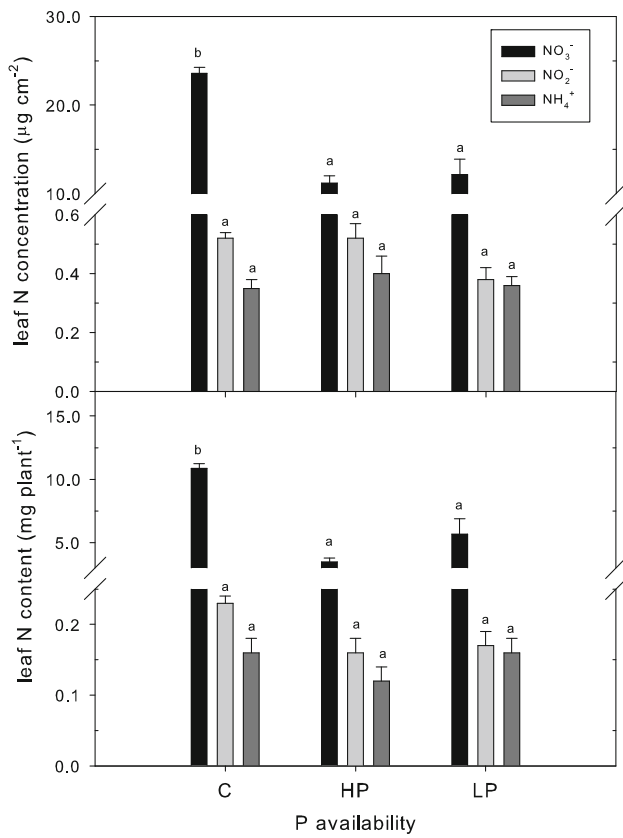 30.0
20.0
10.0
0.6
0.4
0.2
0.0
leaf N concentration (µg cm⁻²)
b
a
a
a
a
a
a
a
a
NO₃⁻
NO₂⁻
NH₄⁺
15.0
10.0
5.0
0.2
0.1
0.0
leaf N content (mg plant⁻¹)
b
a
a
a
a
a
a
a
a
C HP LP
P availability